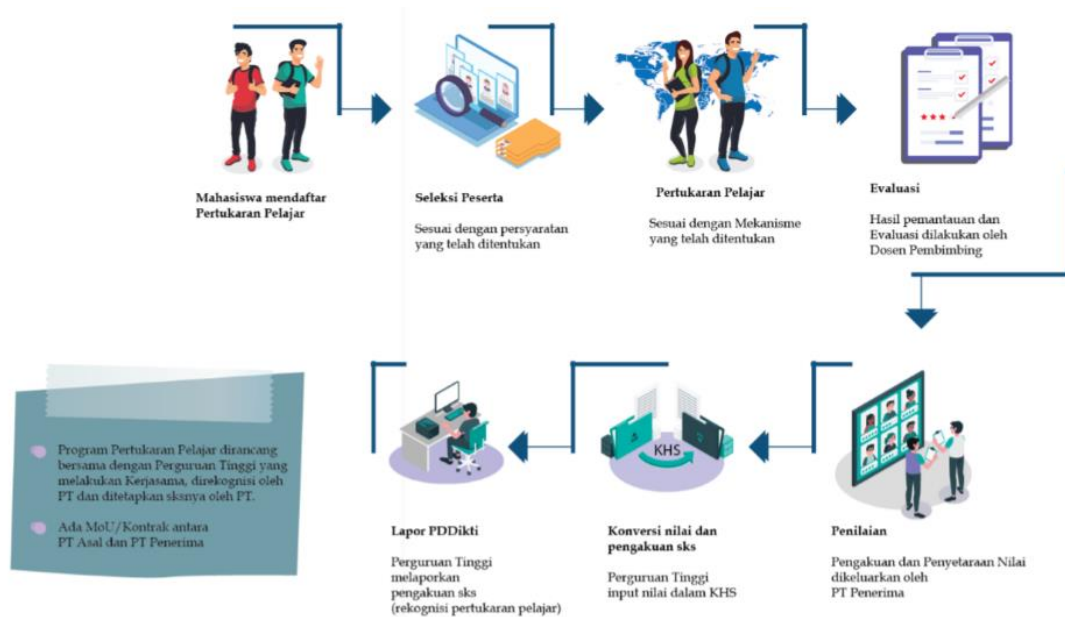 Mahasiswa mendaftar
Pertukaran Pelajar
Seleksi Peserta
Sesuai dengan persyaratan
yang telah ditentukan
Pertukaran Pelajar
Sesuai dengan Mekanisme
yang telah ditentukan
Evaluasi
Hasil pemantauan dan
Evaluasi dilakukan oleh
Dosen Pembimbing
Penilaian
Pengakuan dan Penyetaraan Nilai
dikeluarkan oleh
PT Penerima
KHS
Konversi nilai dan
pengakuan sks
Perguruan Tinggi
input nilai dalam KHS
Lapor PDDikti
Perguruan Tinggi
melaporkan
pengakuan sks
(rekognisi pertukaran pelajar)
Program Pertukaran Pelajar dirancang
bersama dengan Perguruan Tinggi yang
melakukan Kerjasama, direkognisi oleh
PT dan ditetapkan sksnya oleh PT.
Ada MoU/Kontrak antara
PT Asal dan PT Penerima